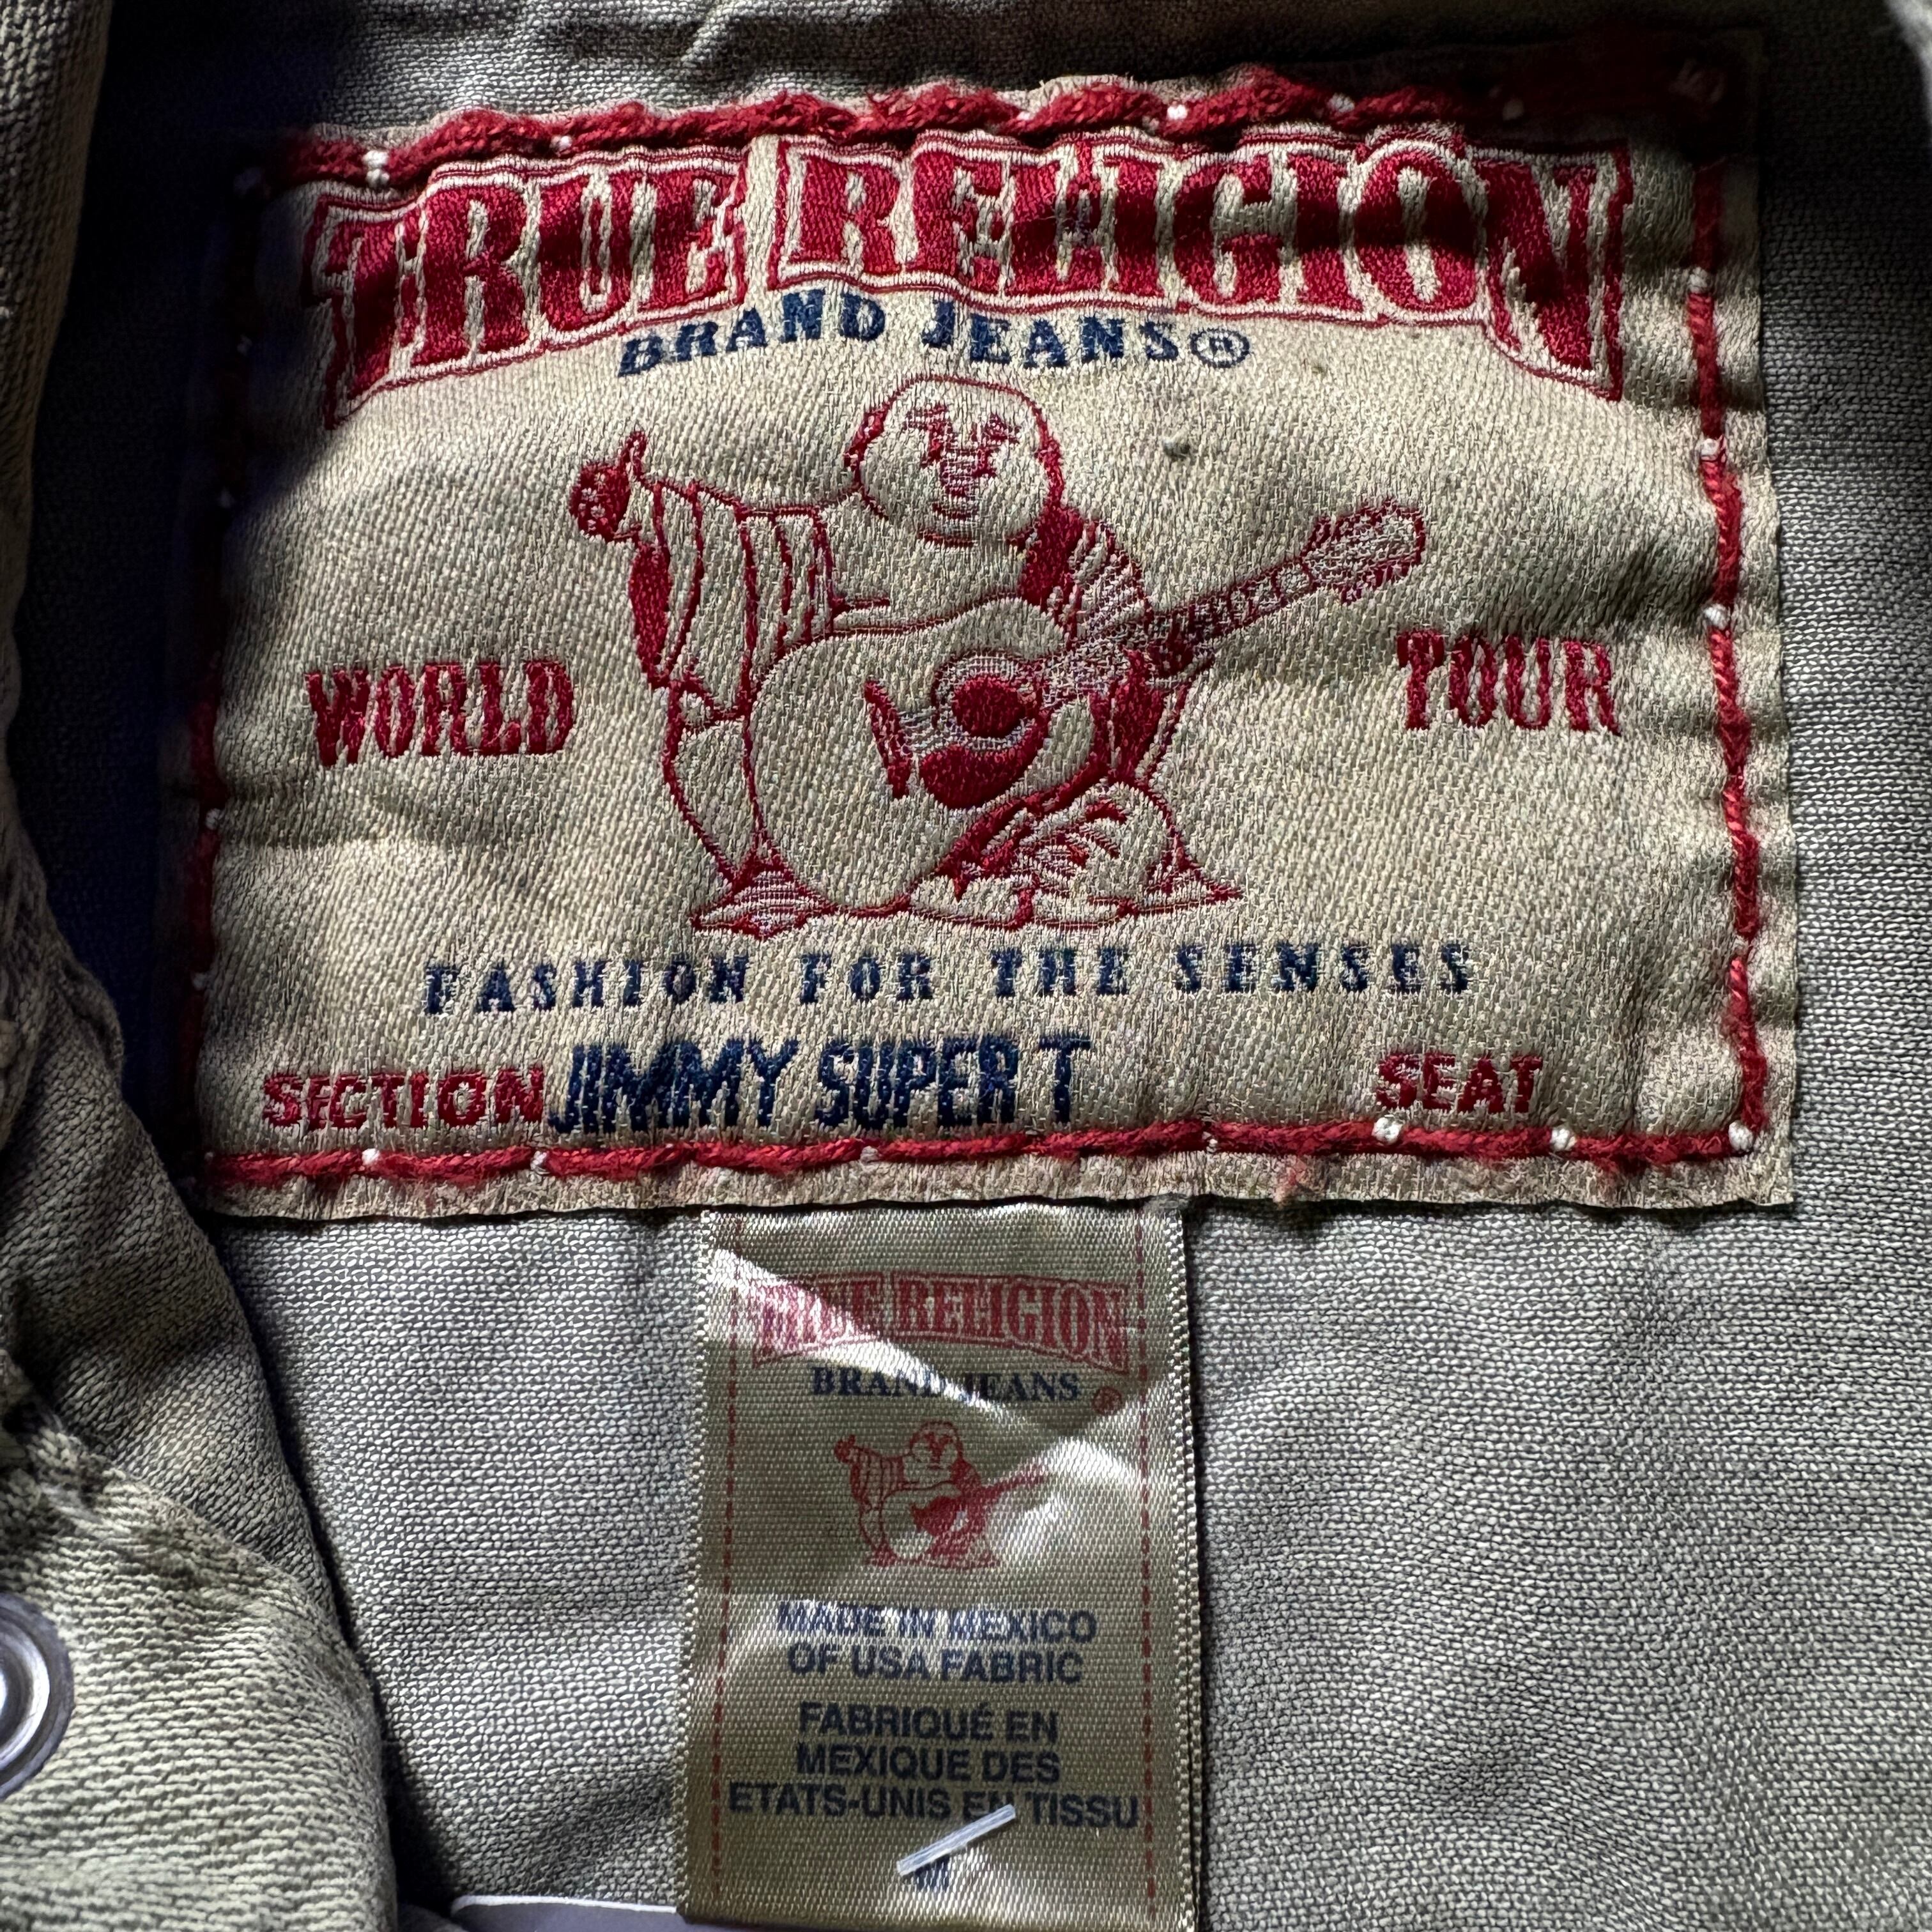 TRUE RELIGION
BRAND JEANS®
WORLD TOUR
FASHION FOR THE SENSES
SECTION JIMMY SUPER T SEAT
TRUE RELIGION
BRAND JEANS®
MADE IN MEXICO
OF USA FABRIC
FABRIQUÉ EN
MEXIQUE DES
ETATS-UNIS EN TISSU
M